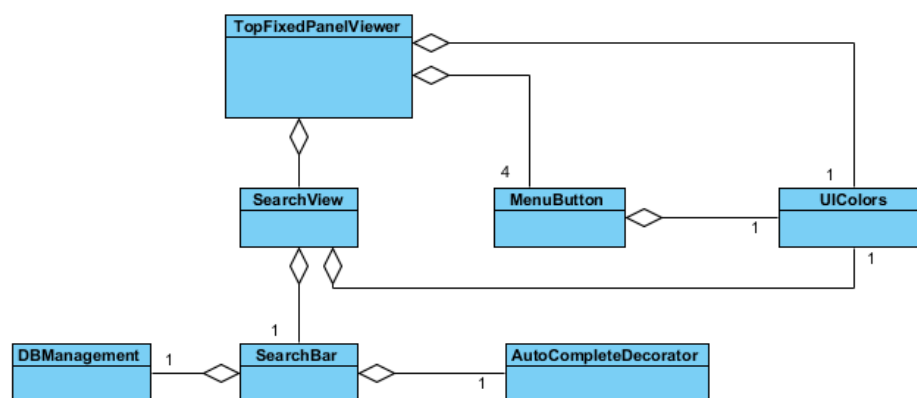 TopFixedPanelViewer
4
1
SearchView
MenuButton
UIColors
1
1
1
DBManagement
1
SearchBar
AutoCompleteDecorator
1